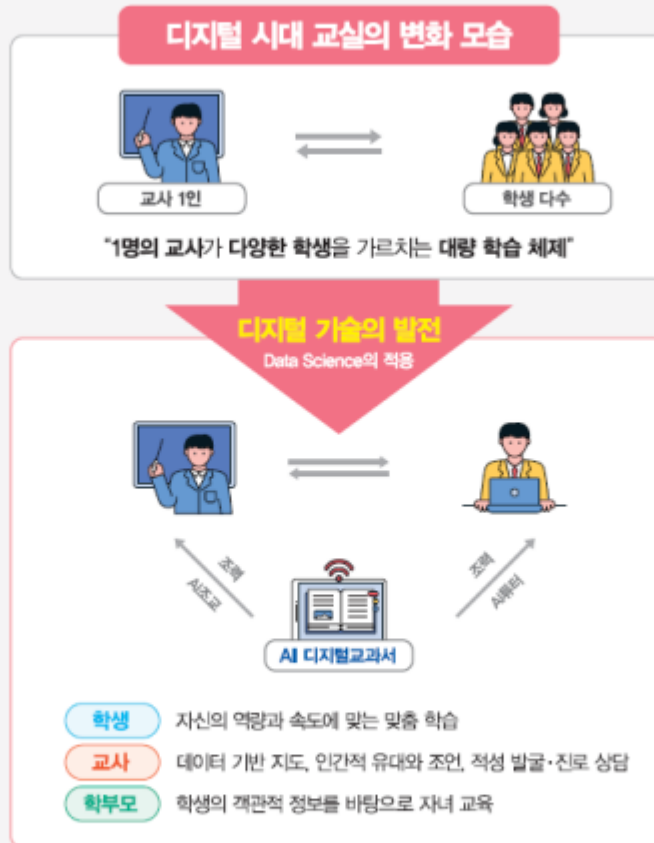 디지털 시대 교실의 변화 모습
교사 1인
학생 다수
"1명의 교사가 다양한 학생을 가르치는 대량 학습 체제"
디지털 기술의 발전
Data Science의 적용
조력
AI조교
조력
AI튜터
AI 디지털교과서
학생 자신의 역량과 속도에 맞는 맞춤 학습
교사 데이터 기반 지도, 인간적 유대와 조언, 적성 발굴·진로 상담
학부모 학생의 객관적 정보를 바탕으로 자녀 교육